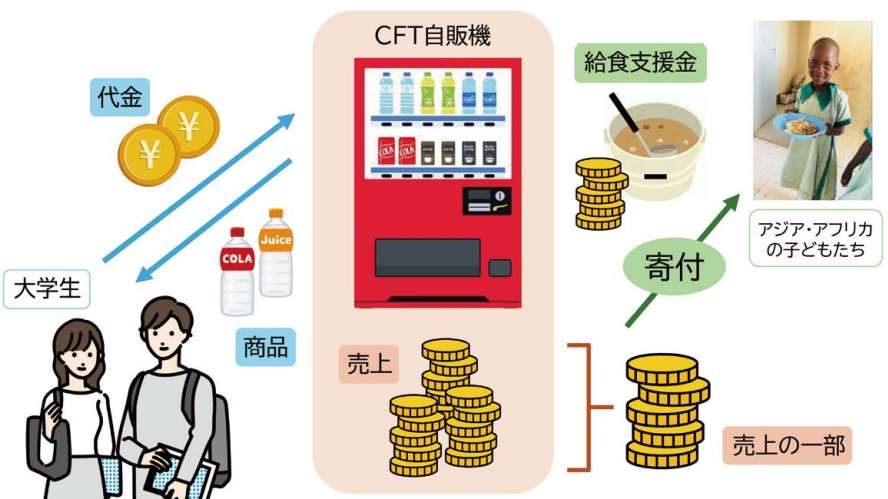 CFT自販機
代金
¥
¥
COLA
Juice
大学生
商品
COLA
COLA
売上
給食支援金
寄付
アジア・アフリカ
の子どもたち
売上の一部